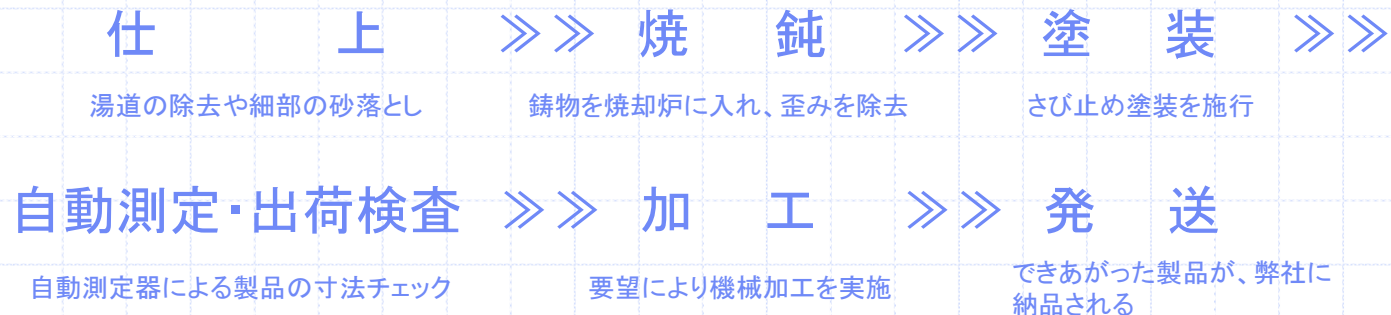 仕上 ≫≫ 焼鈍 ≫≫ 塗装 ≫≫
湯道の除去や細部の砂落とし 鋳物を焼却炉に入れ、歪みを除去 さび止め塗装を施行
自動測定・出荷検査 ≫≫ 加工 ≫≫ 発送
自動測定器による製品の寸法チェック 要望により機械加工を実施 できあがった製品が、弊社に
納品される